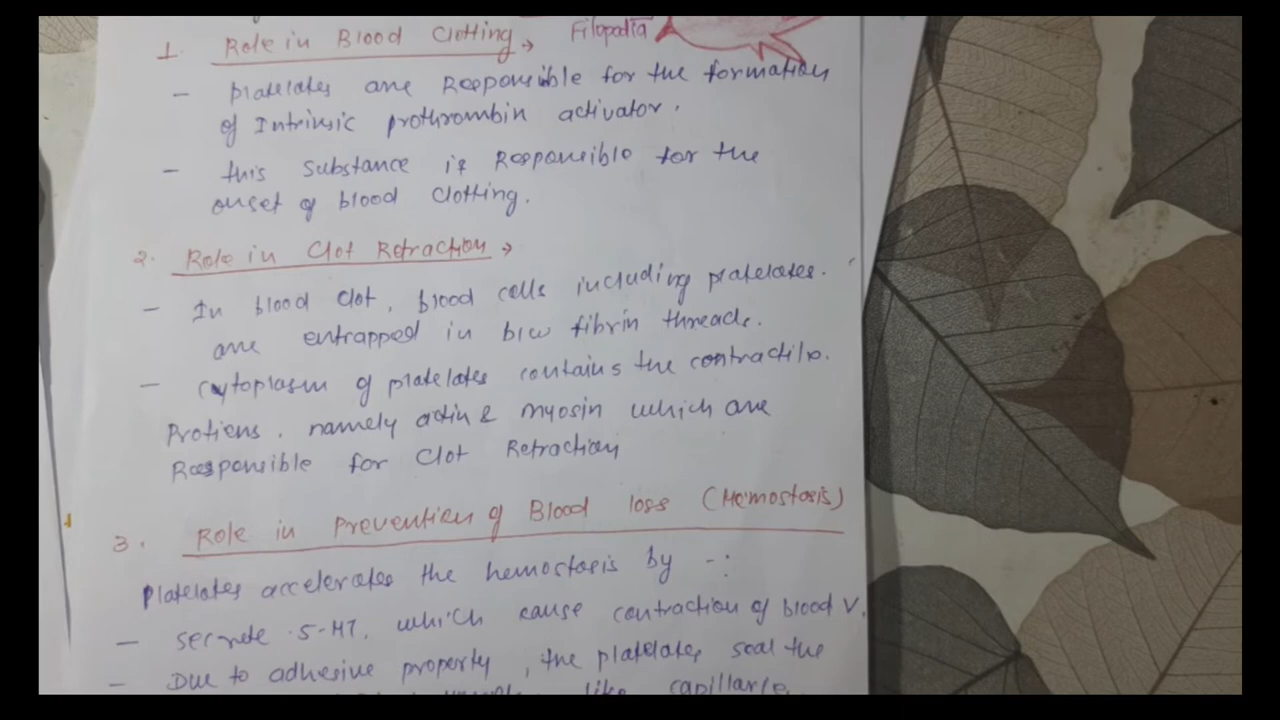 1. Role in Blood Clotting → Filopodia
- platelates are Responsible for the formation
of Intrinsic prothrombin activator.
- this Substance is Responsible for the
onset of blood clotting.
2. Role in Clot Retraction →
- In blood clot, blood cells including platelates.
are entrapped in b/w fibrin threads.
- Cytoplasm of platelates contains the contractile.
Protiens, namely actin & myosin which are
Responsible for Clot Retraction
3. Role in Prevention of Blood loss (Hemostasis)
Platelates accelerates the hemostasis by -:
- secrete 5-HT, which cause contraction of blood V.
- Due to adhesive property, the platelates seal the
like capillaries